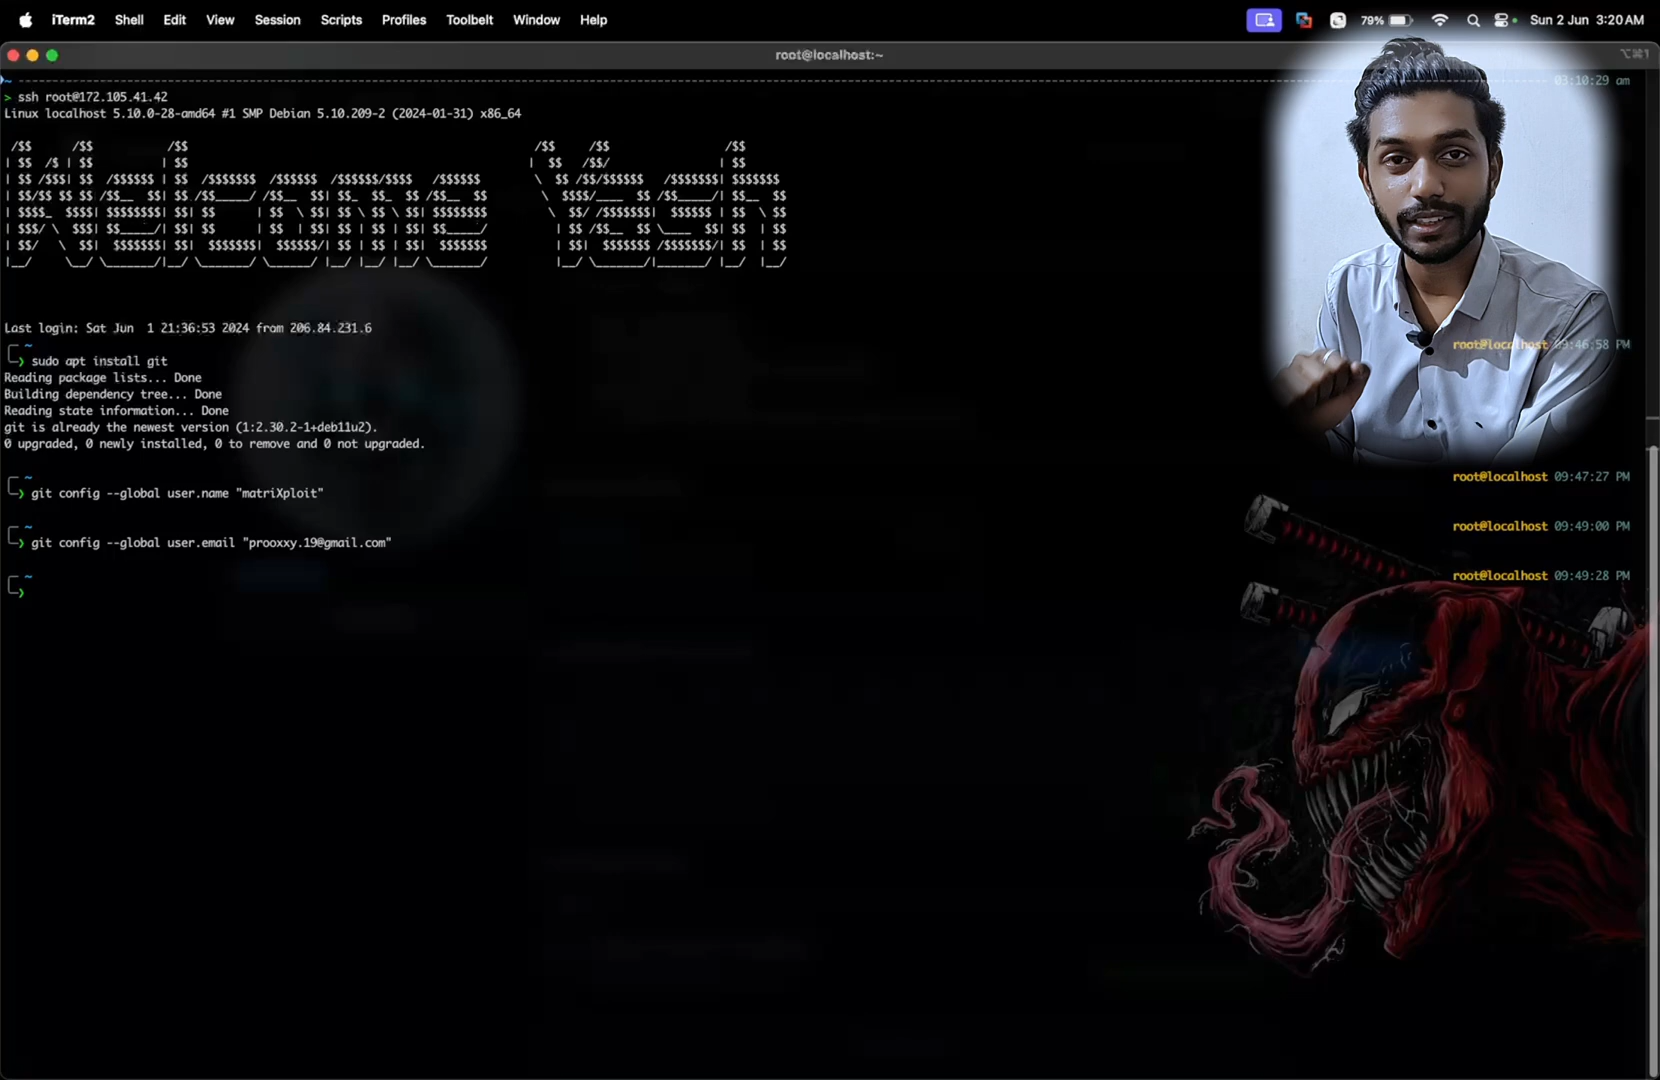 iTerm2 Shell Edit View Session Scripts Profiles Toolbelt Window Help 79% Sun 2 Jun 3:20 AM
root@localhost:~ ⌥⌘1
~ 03:10:29 am
> ssh root@172.105.41.42
Linux localhost 5.10.0-28-amd64 #1 SMP Debian 5.10.209-2 (2024-01-31) x86_64
Welcome Yash
Last login: Sat Jun 1 21:36:53 2024 from 206.84.231.6
~ root@localhost 09:46:58 PM
❯ sudo apt install git
Reading package lists... Done
Building dependency tree... Done
Reading state information... Done
git is already the newest version (1:2.30.2-1+deb11u2).
0 upgraded, 0 newly installed, 0 to remove and 0 not upgraded.
~ root@localhost 09:47:27 PM
❯ git config --global user.name "matriXploit"
~ root@localhost 09:49:00 PM
❯ git config --global user.email "prooxxy.19@gmail.com"
~ root@localhost 09:49:28 PM
❯